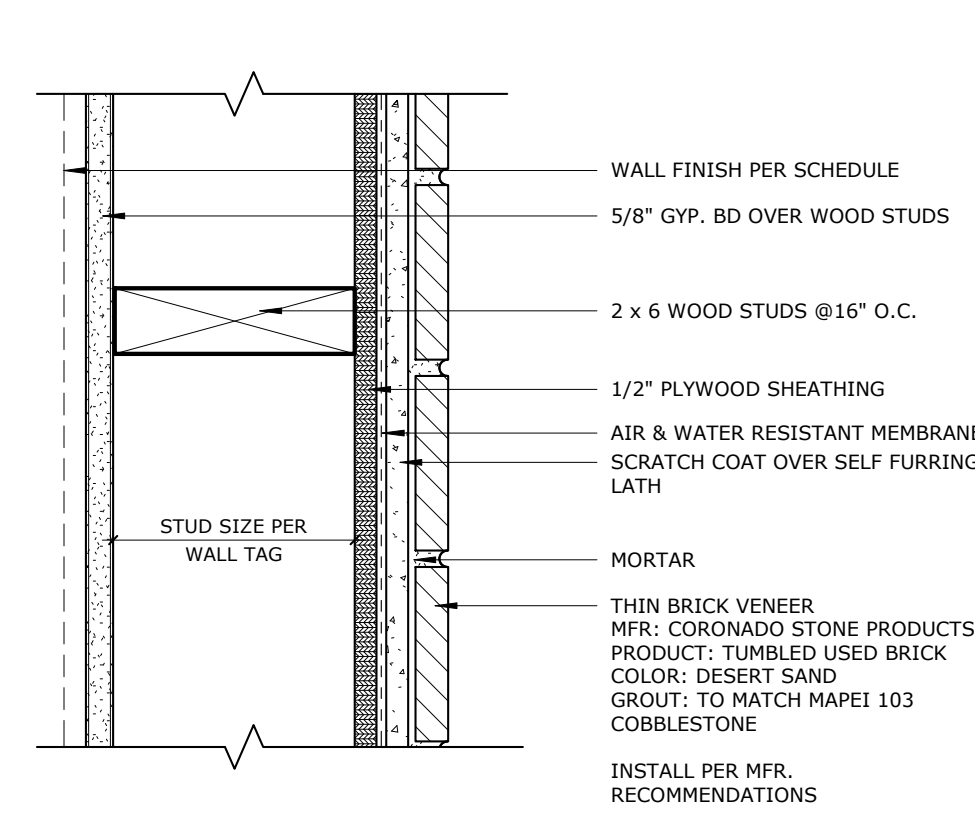 WALL FINISH PER SCHEDULE
5/8" GYP. BD OVER WOOD STUDS
2 x 6 WOOD STUDS @16" O.C.
1/2" PLYWOOD SHEATHING
AIR & WATER RESISTANT MEMBRANE
SCRATCH COAT OVER SELF FURRING
LATH
STUD SIZE PER
WALL TAG
MORTAR
THIN BRICK VENEER
MFR: CORONADO STONE PRODUCTS
PRODUCT: TUMBLED USED BRICK
COLOR: DESERT SAND
GROUT: TO MATCH MAPEI 103
COBBLESTONE
INSTALL PER MFR.
RECOMMENDATIONS